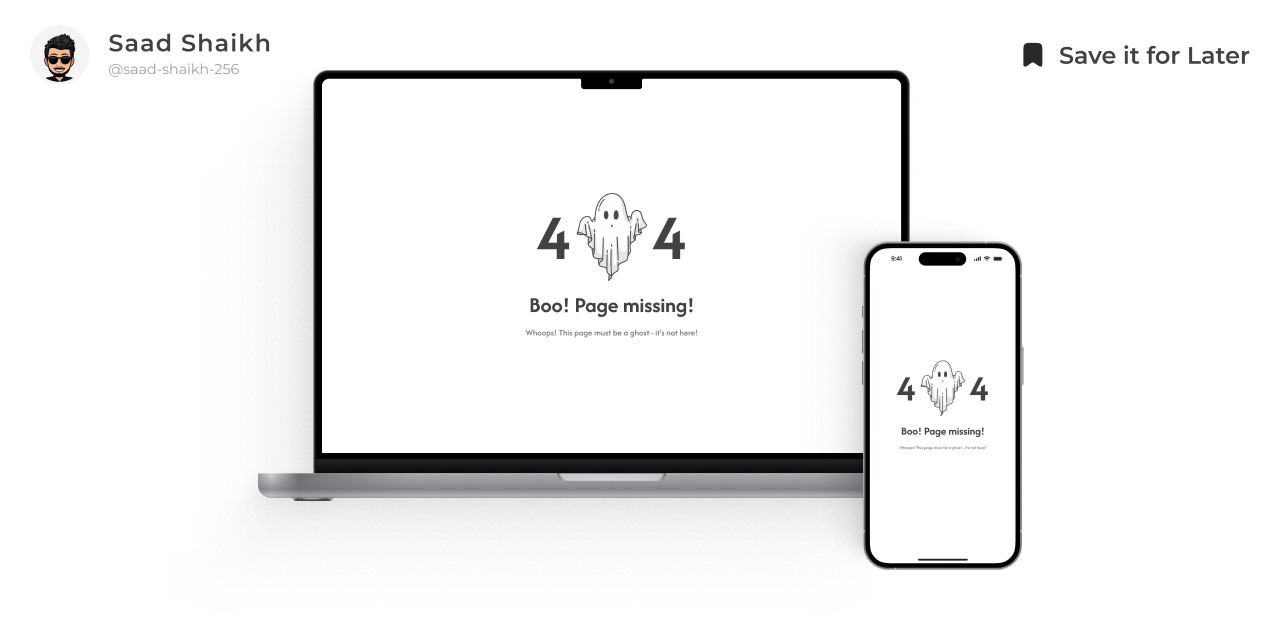 Saad Shaikh
@saad-shaikh-256
Save it for Later
4 4
Boo! Page missing!
Whoops! This page must be a ghost - it's not here!
9:41
4 4
Boo! Page missing!
Whoops! This page must be a ghost - it's not here!